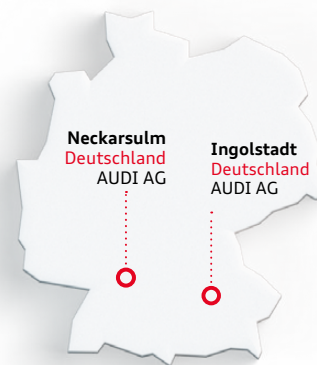 Neckarsulm
Deutschland
AUDI AG
Ingolstadt
Deutschland
AUDI AG